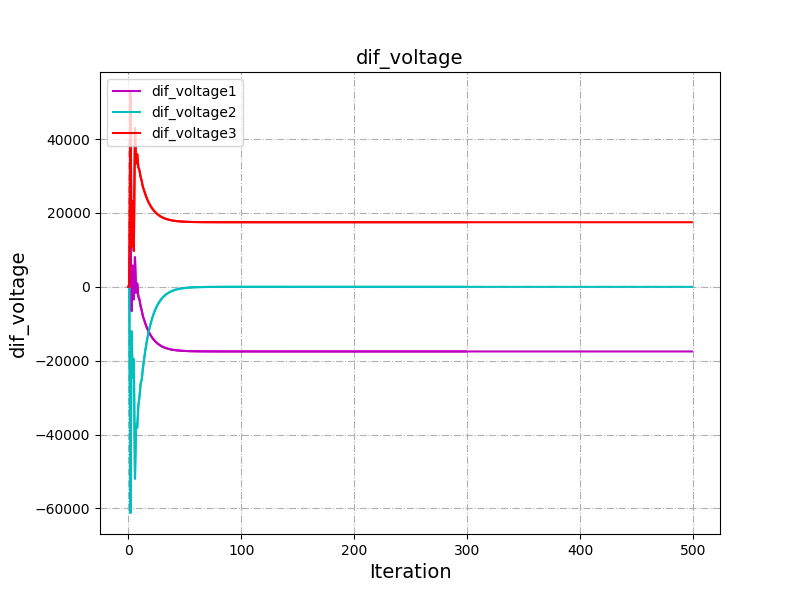 dif_voltage
dif_voltage1
dif_voltage2
dif_voltage3
40000
20000
0
−20000
−40000
−60000
dif_voltage
0
100
200
300
400
500
Iteration